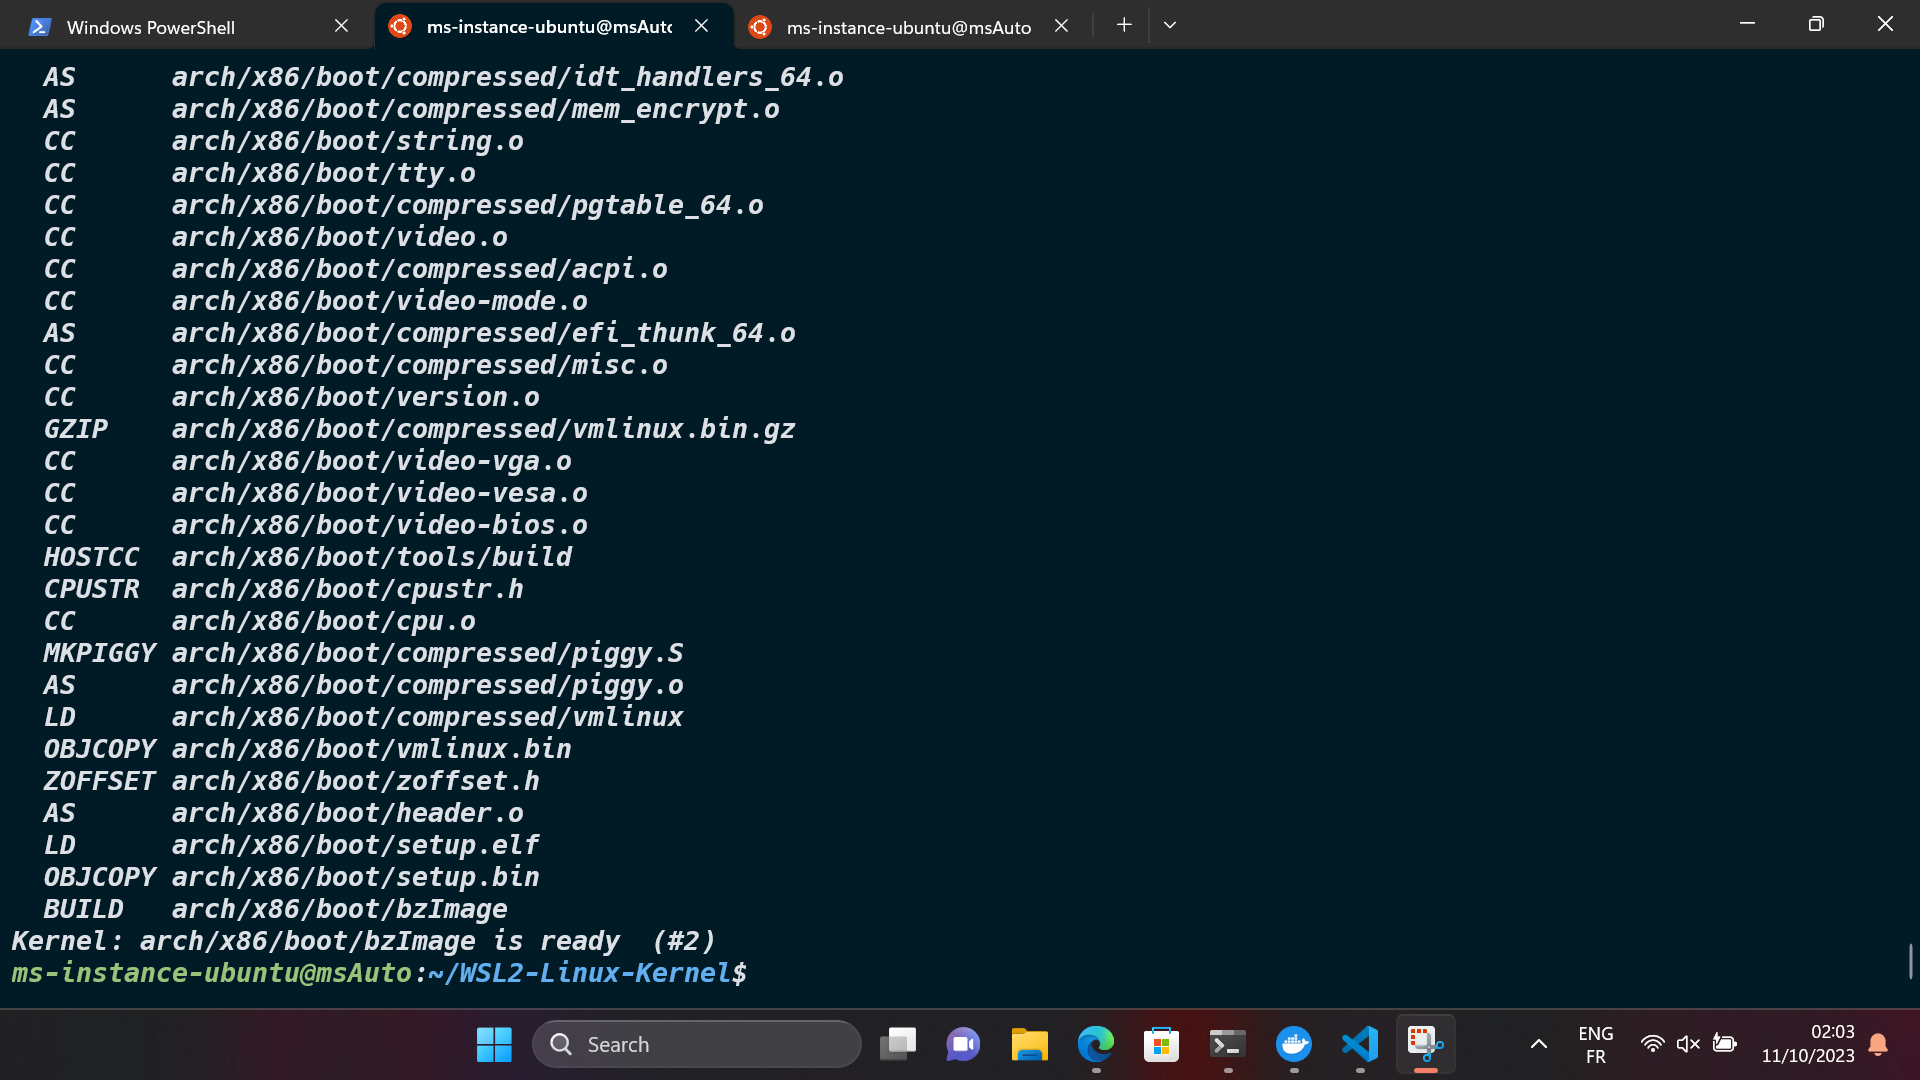 Windows PowerShell
ms-instance-ubuntu@msAuto
ms-instance-ubuntu@msAuto
AS arch/x86/boot/compressed/idt_handlers_64.o
AS arch/x86/boot/compressed/mem_encrypt.o
CC arch/x86/boot/string.o
CC arch/x86/boot/tty.o
CC arch/x86/boot/compressed/pgtable_64.o
CC arch/x86/boot/video.o
CC arch/x86/boot/compressed/acpi.o
CC arch/x86/boot/video-mode.o
AS arch/x86/boot/compressed/efi_thunk_64.o
CC arch/x86/boot/compressed/misc.o
CC arch/x86/boot/version.o
GZIP arch/x86/boot/compressed/vmlinux.bin.gz
CC arch/x86/boot/video-vga.o
CC arch/x86/boot/video-vesa.o
CC arch/x86/boot/video-bios.o
HOSTCC arch/x86/boot/tools/build
CPUSTR arch/x86/boot/cpustr.h
CC arch/x86/boot/cpu.o
MKPIGGY arch/x86/boot/compressed/piggy.S
AS arch/x86/boot/compressed/piggy.o
LD arch/x86/boot/compressed/vmlinux
OBJCOPY arch/x86/boot/vmlinux.bin
ZOFFSET arch/x86/boot/zoffset.h
AS arch/x86/boot/header.o
LD arch/x86/boot/setup.elf
OBJCOPY arch/x86/boot/setup.bin
BUILD arch/x86/boot/bzImage
Kernel: arch/x86/boot/bzImage is ready (#2)
ms-instance-ubuntu@msAuto:~/WSL2-Linux-Kernel$
Search
ENG
FR
02:03
11/10/2023